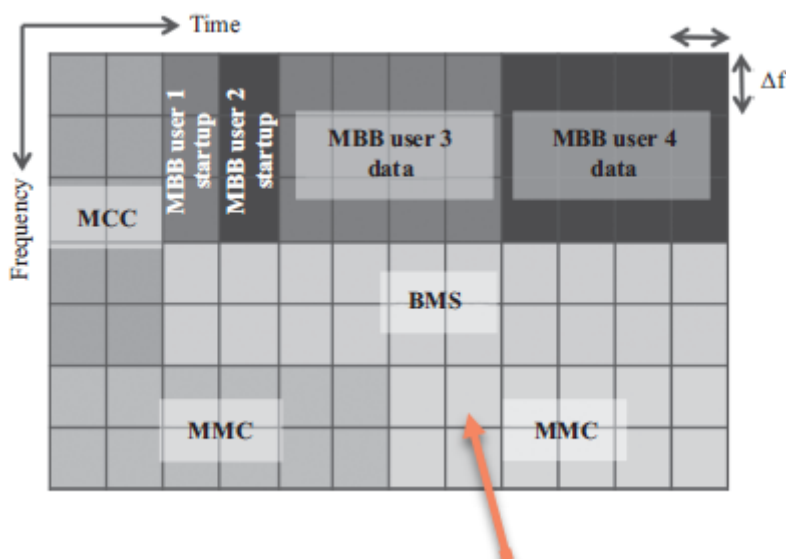 Time
Δf
Frequency
MBB user 1
startup
MBB user 2
startup
MBB user 3
data
MBB user 4
data
MCC
BMS
MMC
MMC